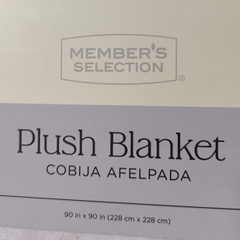 MEMBER'S
SELECTION®
Plush Blanket
COBIJA AFELPADA
90 in x 90 in (228 cm x 228 cm)